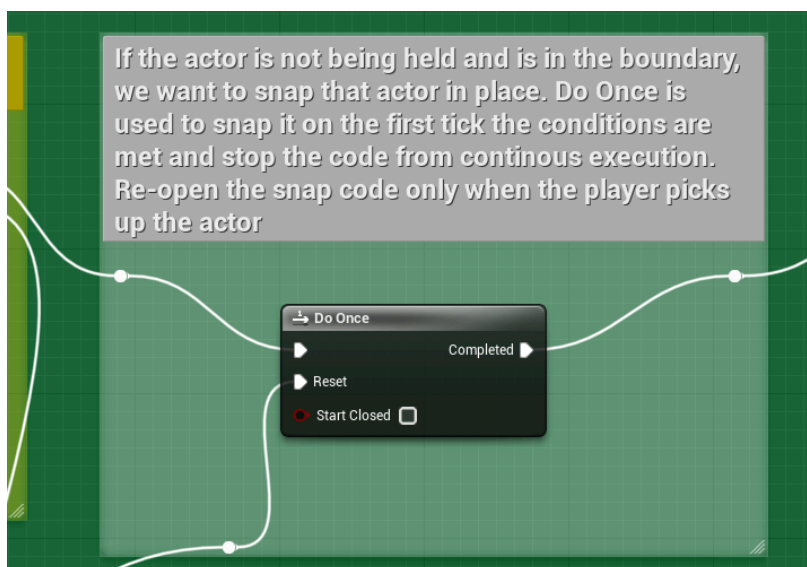 If the actor is not being held and is in the boundary,
we want to snap that actor in place. Do Once is
used to snap it on the first tick the conditions are
met and stop the code from continous execution.
Re-open the snap code only when the player picks
up the actor
Do Once
Completed
Reset
Start Closed